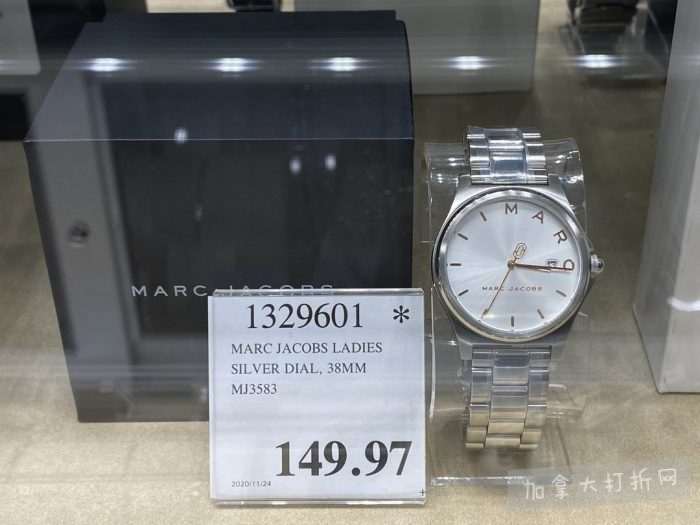 MARC JACOBS
MARC
MARC JACOBS
1329601 *
MARC JACOBS LADIES
SILVER DIAL, 38MM
MJ3583
149.97
2020/11/24
加拿大打折网